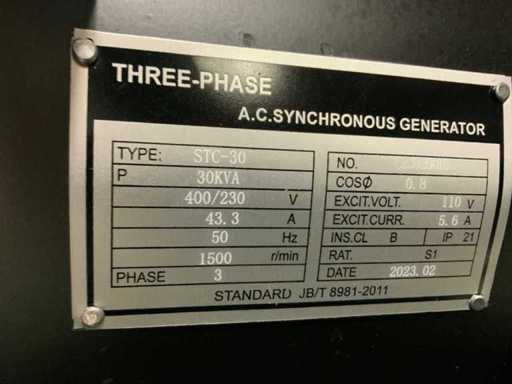 THREE-PHASE
A.C.SYNCHRONOUS GENERATOR
TYPE: STC-30
P 30KVA
400/230 V
43.3 A
50 Hz
1500 r/min
PHASE 3
NO.
COSØ 0.8
EXCIT.VOLT. 110 V
EXCIT.CURR. 5.6 A
INS.CL B IP 21
RAT. S1
DATE 2023.02
STANDARD JB/T 8981-2011